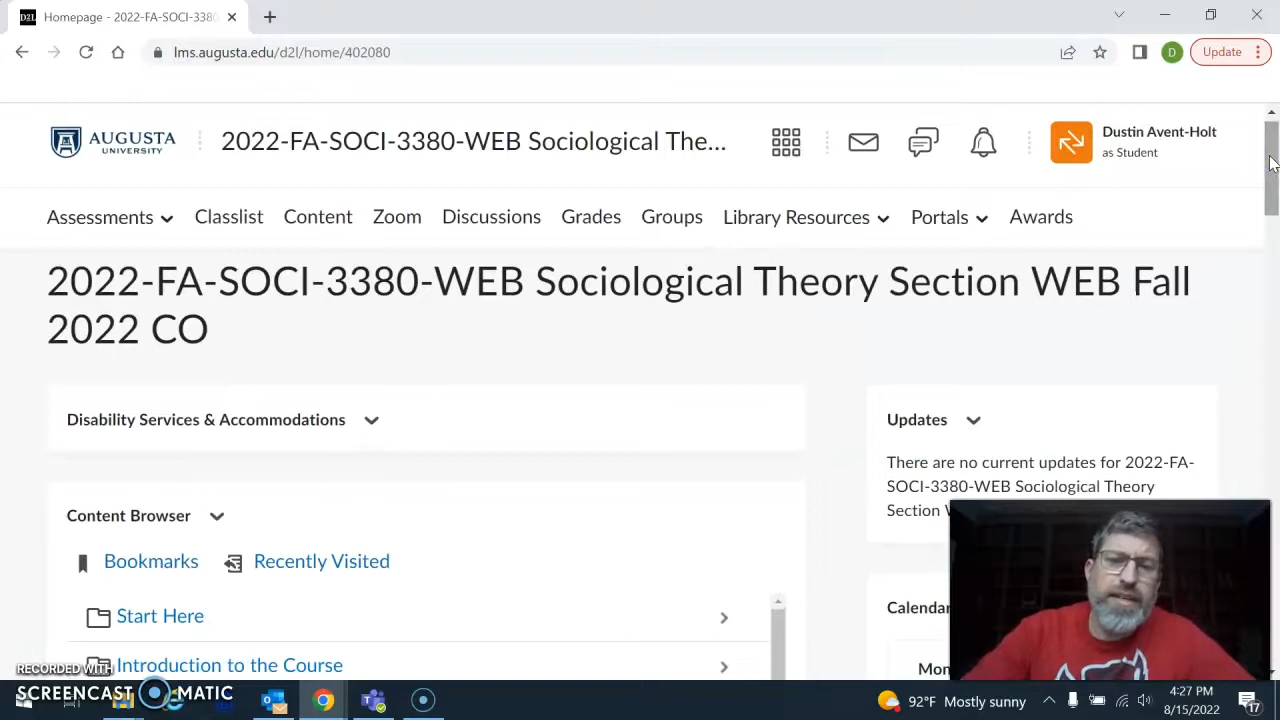 D2L Homepage - 2022-FA-SOCI-3380
lms.augusta.edu/d2l/home/402080
D
Update
AUGUSTA
UNIVERSITY
2022-FA-SOCI-3380-WEB Sociological The...
Dustin Avent-Holt
as Student
Assessments Classlist Content Zoom Discussions Grades Groups Library Resources Portals Awards
2022-FA-SOCI-3380-WEB Sociological Theory Section WEB Fall
2022 CO
Disability Services & Accommodations
Updates
There are no current updates for 2022-FA-
SOCI-3380-WEB Sociological Theory
Section
Content Browser
Bookmarks Recently Visited
Start Here
Calendar
Introduction to the Course
Mon
RECORDED WITH
SCREENCAST MATIC
92°F Mostly sunny
4:27 PM
8/15/2022
17